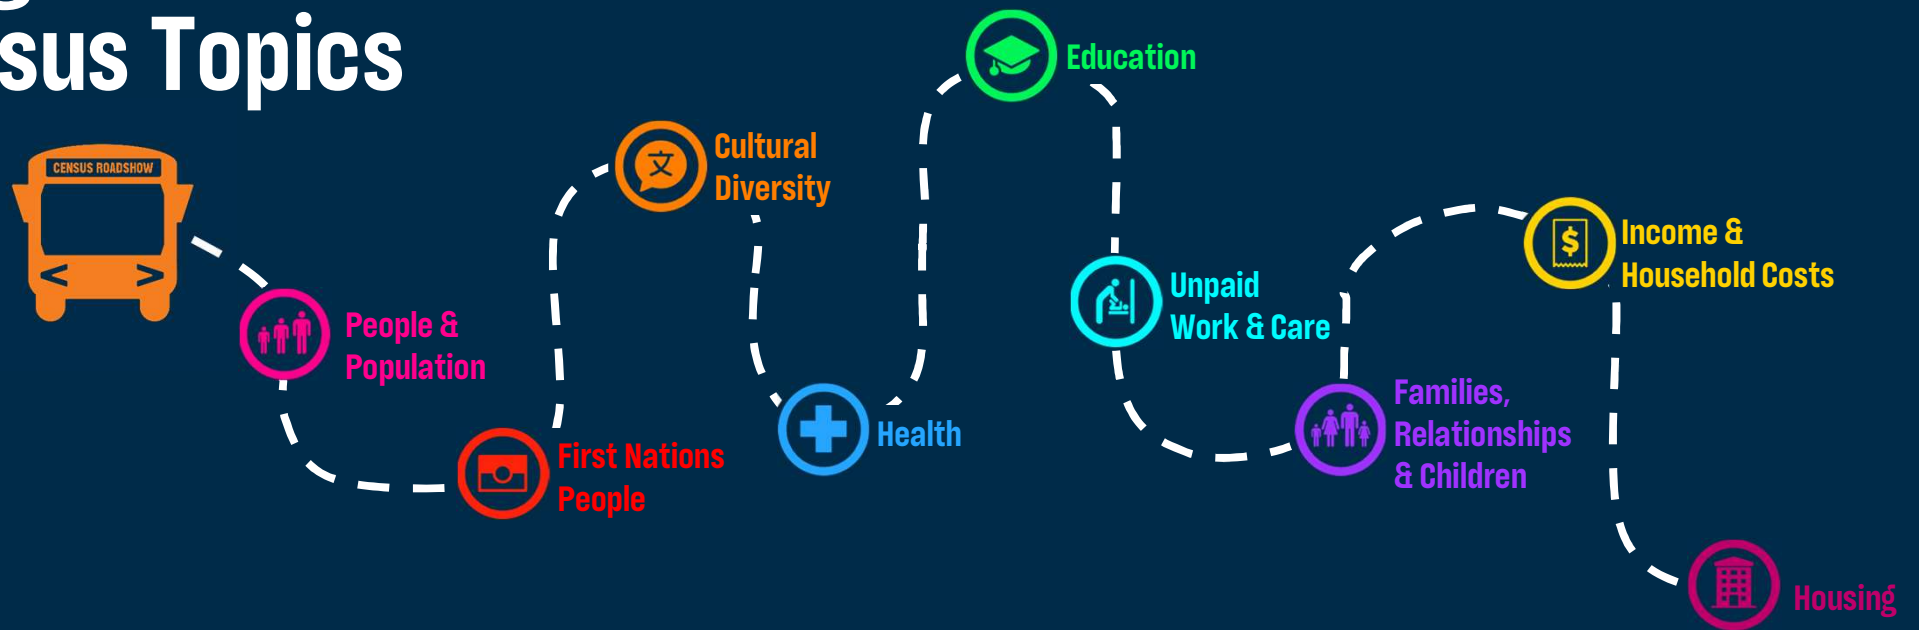 sus Topics
CENSUS ROADSHOW
People &
Population
First Nations
People
Cultural
Diversity
文
Health
Education
Unpaid
Work & Care
Families,
Relationships
& Children
$
Income &
Household Costs
Housing